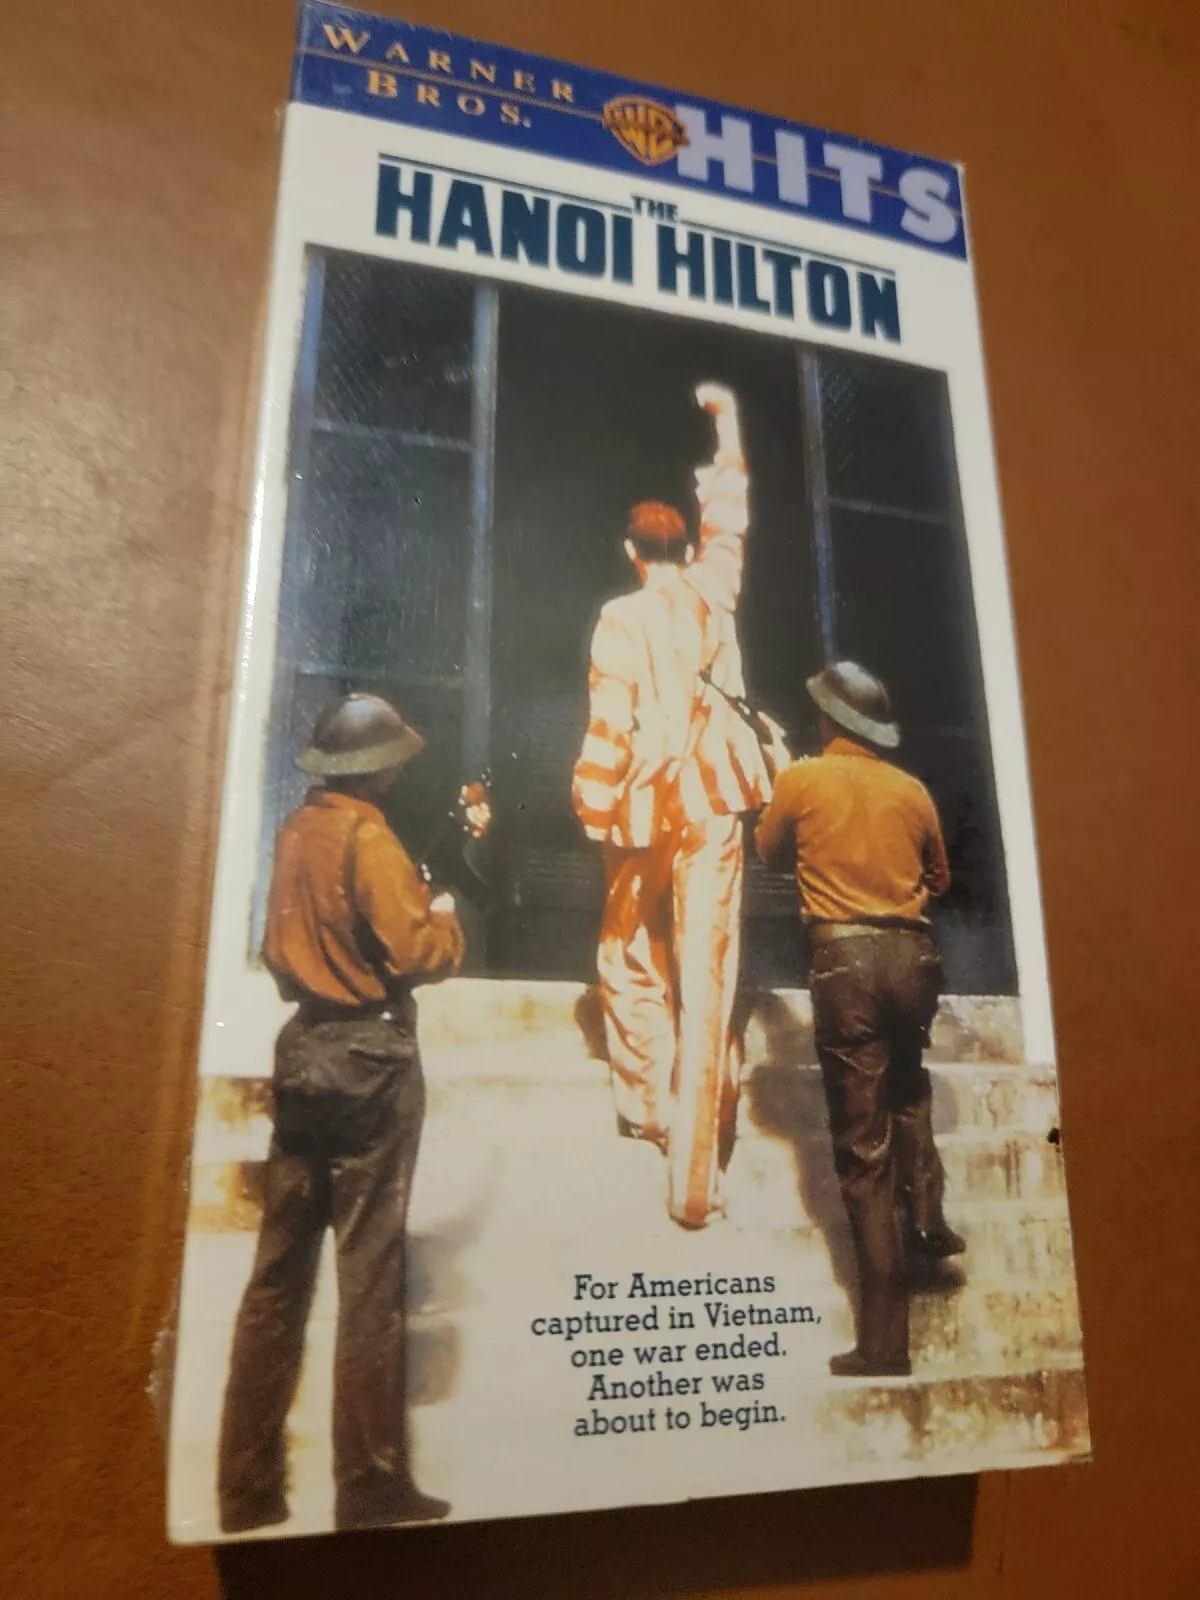 WARNER
BROS.
WB HITS
THE
HANOI HILTON
For Americans
captured in Vietnam,
one war ended.
Another was
about to begin.